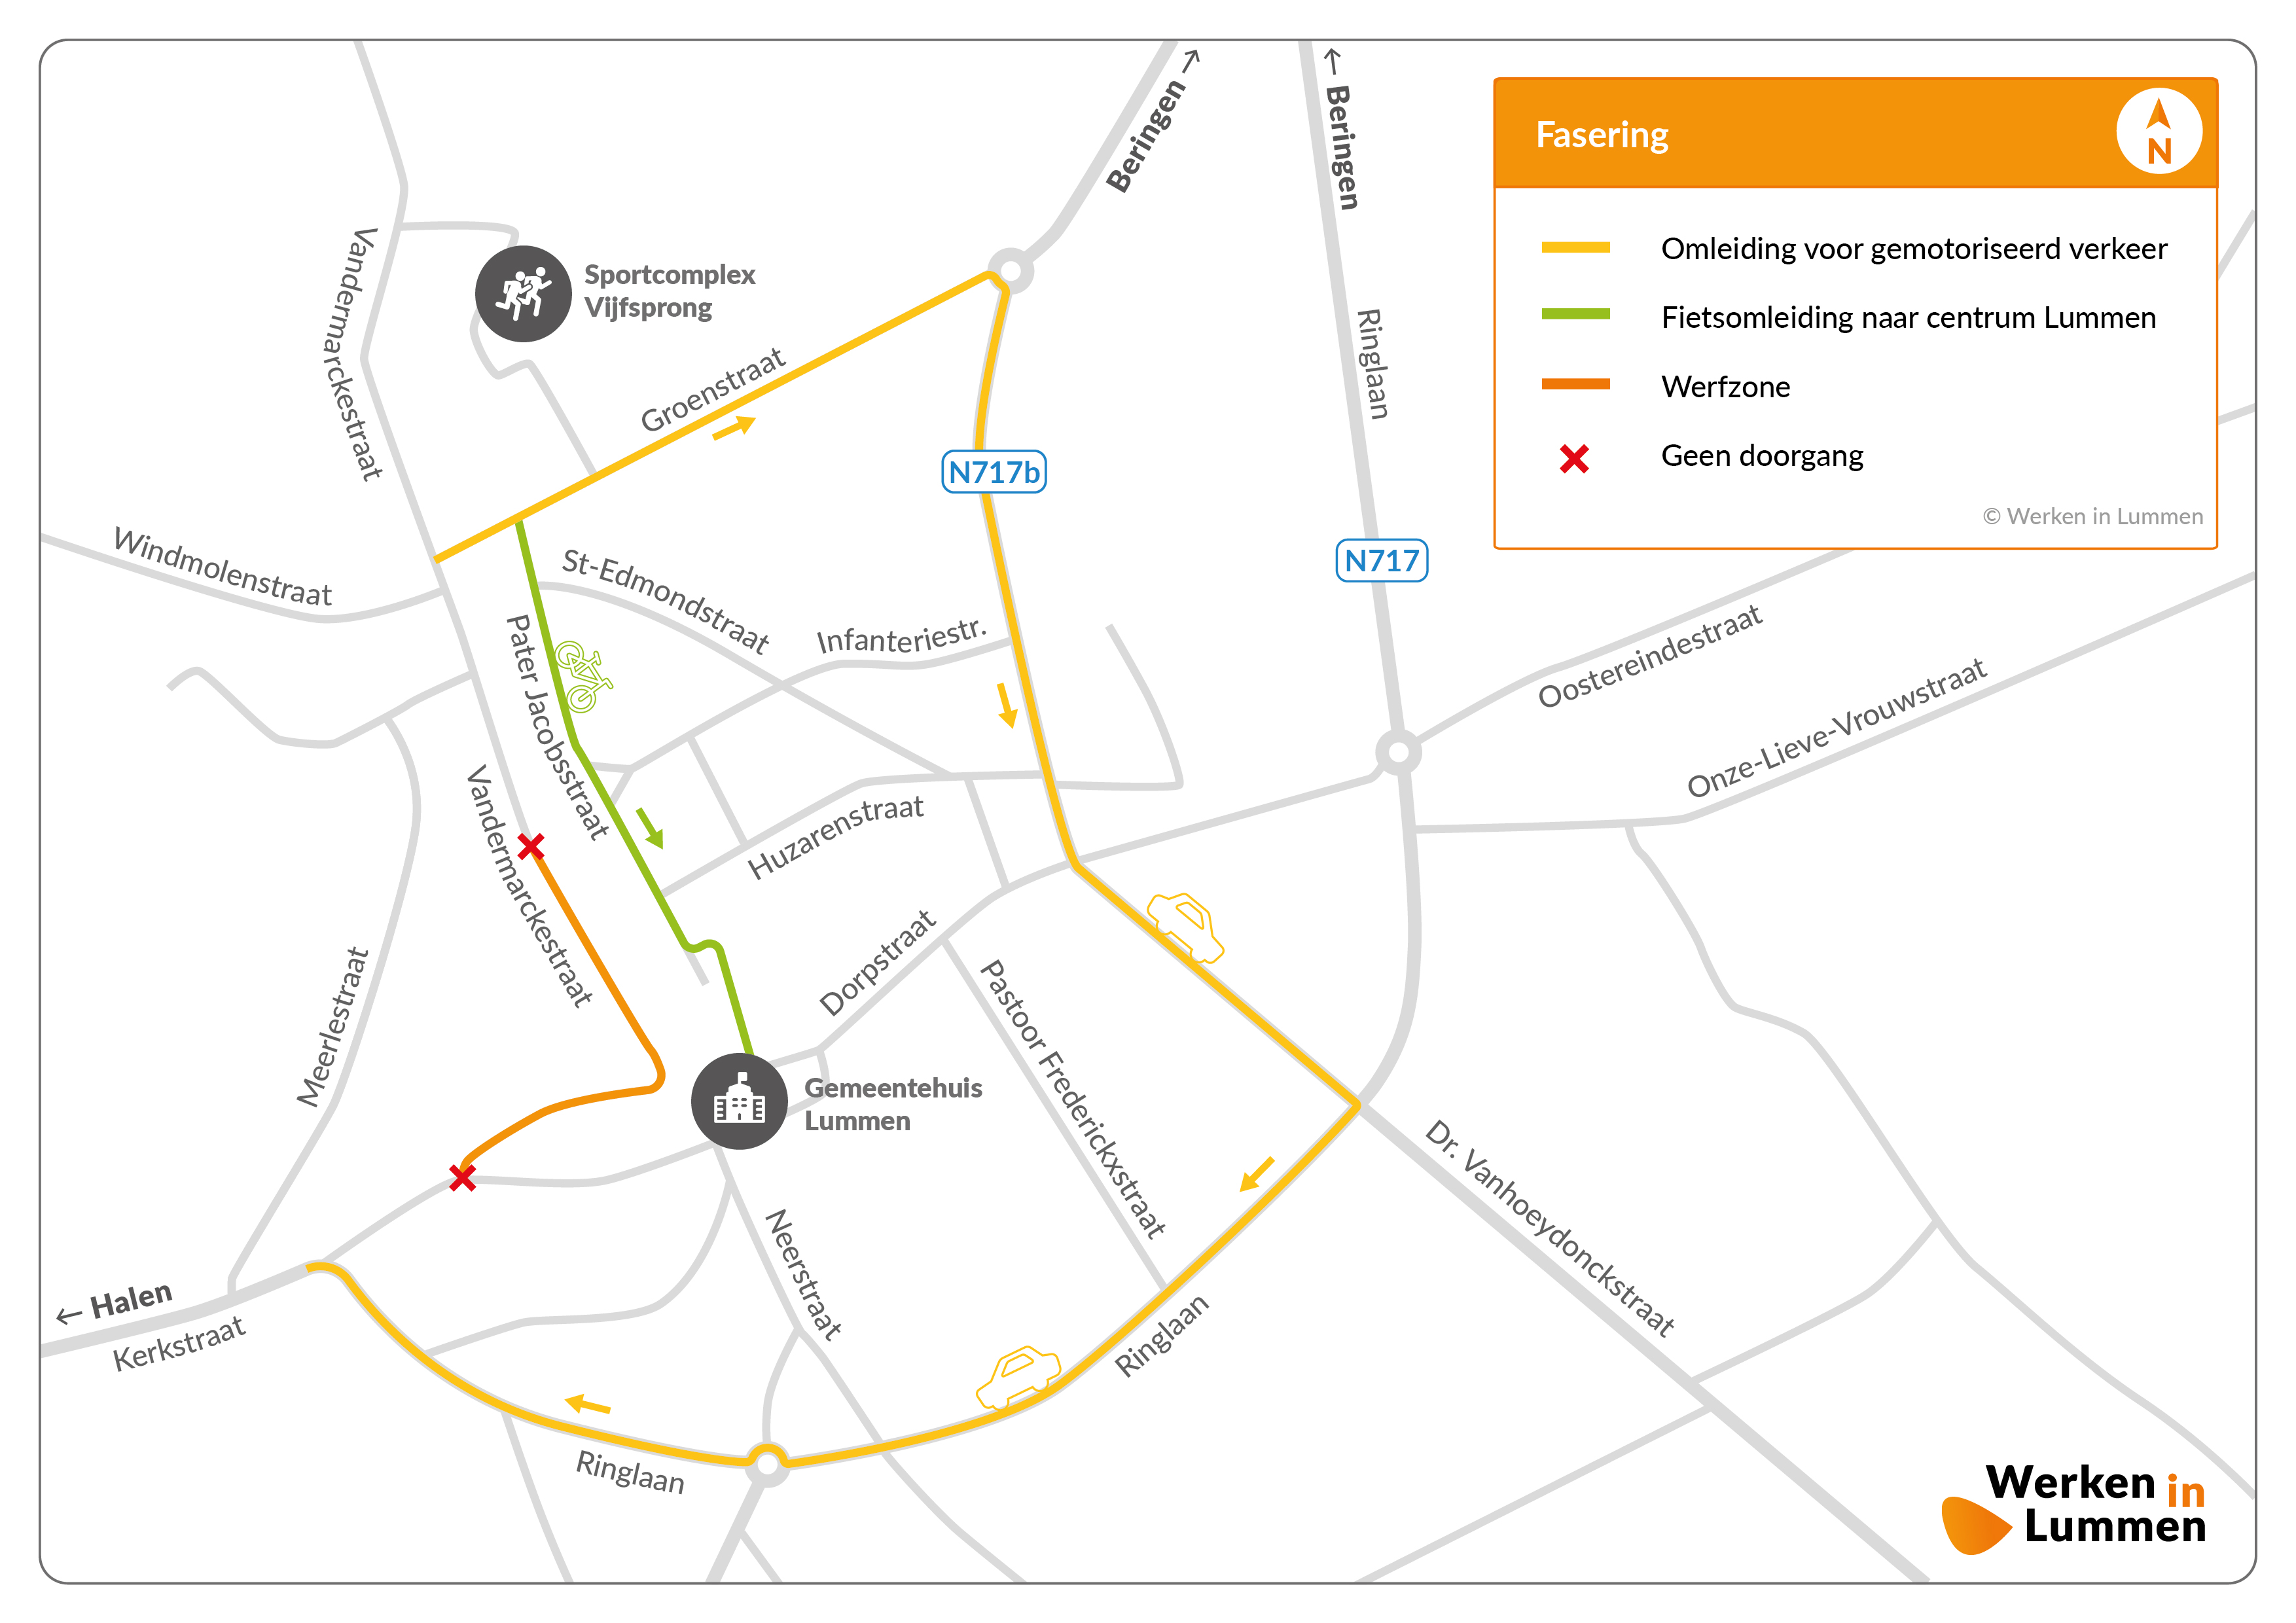 Beringen →
← Beringen
Fasering
N
Omleiding voor gemotoriseerd verkeer
Fietsomleiding naar centrum Lummen
Werfzone
Geen doorgang
© Werken in Lummen
Vandermarckestraat
Sportcomplex
Vijfsprong
Groenstraat
Ringlaan
N717b
N717
Windmolenstraat
St-Edmondstraat
Infanteriestr.
Pater Jacobsstraat
Oostereindestraat
Onze-Lieve-Vrouwstraat
Vandermarckestraat
Huzarenstraat
Dorpstraat
Meerlestraat
Pastoor Frederickxstraat
Gemeentehuis
Lummen
Dr. Vanhoeydonckstraat
Neerstraat
← Halen
Kerkstraat
Ringlaan
Ringlaan
Werken in
Lummen